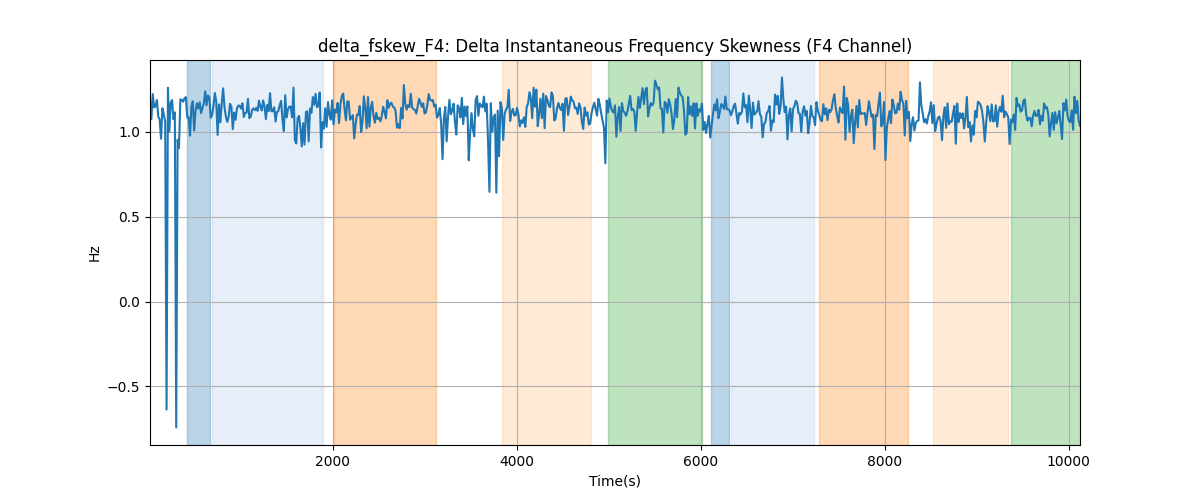 delta_fskew_F4: Delta Instantaneous Frequency Skewness (F4 Channel)
Hz
1.0
0.5
0.0
−0.5
2000 4000 6000 8000 10000
Time(s)